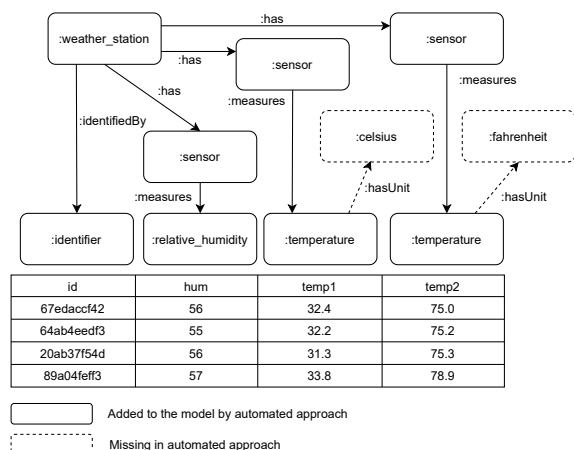 :has
:weather_station
:sensor
:has
:sensor
:has
:measures
:measures
:identifiedBy
:celsius
:fahrenheit
:sensor
:measures
:hasUnit
:hasUnit
:identifier
:relative_humidity
:temperature
:temperature
id hum temp1 temp2
67edaccf42 56 32.4 75.0
64ab4eedf3 55 32.2 75.2
20ab37f54d 56 31.3 75.3
89a04feff3 57 33.8 78.9
Added to the model by automated approach
Missing in automated approach